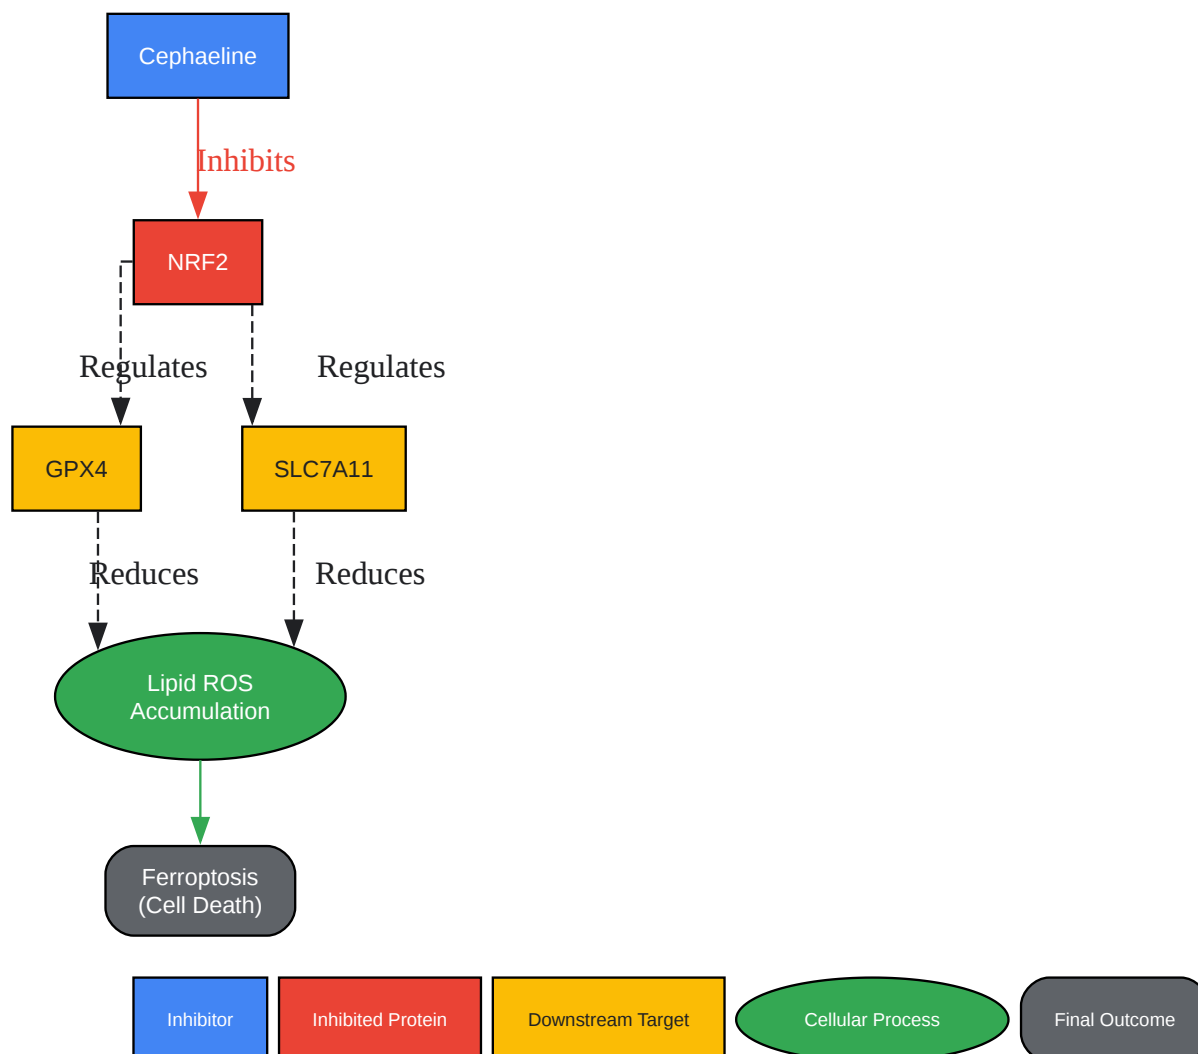 Cephaeline
Inhibits
NRF2
Regulates
Regulates
GPX4
SLC7A11
Reduces
Reduces
Lipid ROS
Accumulation
Ferroptosis
(Cell Death)
Inhibitor
Inhibited Protein
Downstream Target
Cellular Process
Final Outcome